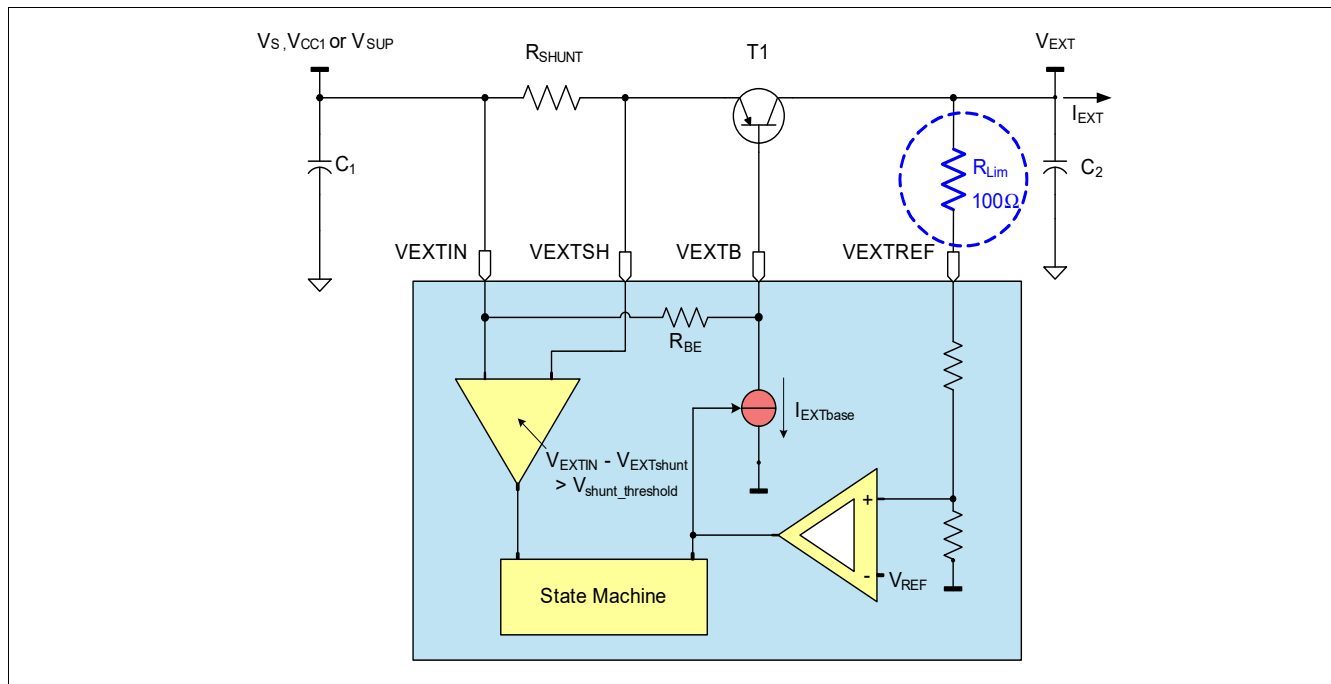 VS ,VCC1 or VSUP
RSHUNT
T1
VEXT
IEXT
C1
RLim
100Ω
C2
VEXTIN
VEXTSH
VEXTB
VEXTREF
RBE
IEXTbase
VEXTIN - VEXTshunt
> Vshunt_threshold
+
-
VREF
State Machine